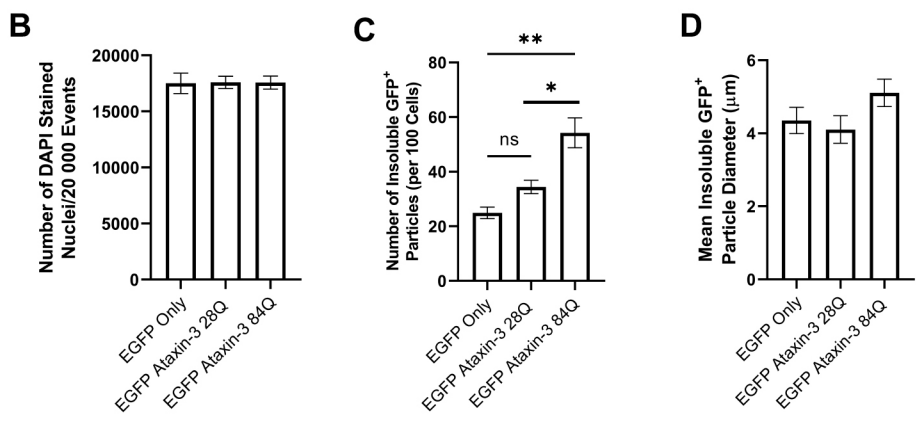 B
Number of DAPI Stained
Nuclei/20 000 Events
20000
15000
10000
5000
0
EGFP Only
EGFP Ataxin-3 28Q
EGFP Ataxin-3 84Q
C
Number of Insoluble GFP⁺
Particles (per 100 Cells)
80
60
40
20
0
**
*
ns
EGFP Only
EGFP Ataxin-3 28Q
EGFP Ataxin-3 84Q
D
Mean Insoluble GFP⁺
Particle Diameter (μm)
6
4
2
0
EGFP Only
EGFP Ataxin-3 28Q
EGFP Ataxin-3 84Q